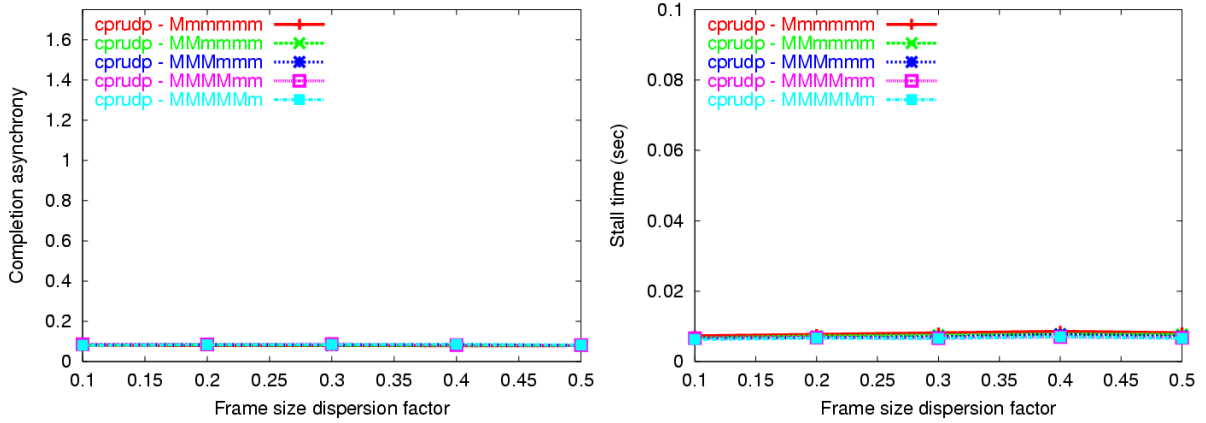 cprudp - Mmmmmm
cprudp - MMmmmm
cprudp - MMMmmm
cprudp - MMMMmm
cprudp - MMMMMm
1.6
1.4
1.2
1
0.8
0.6
0.4
0.2
0
Completion asynchrony
0.1 0.15 0.2 0.25 0.3 0.35 0.4 0.45 0.5
Frame size dispersion factor
cprudp - Mmmmmm
cprudp - MMmmmm
cprudp - MMMmmm
cprudp - MMMMmm
cprudp - MMMMMm
0.1
0.08
0.06
0.04
0.02
0
Stall time (sec)
0.1 0.15 0.2 0.25 0.3 0.35 0.4 0.45 0.5
Frame size dispersion factor